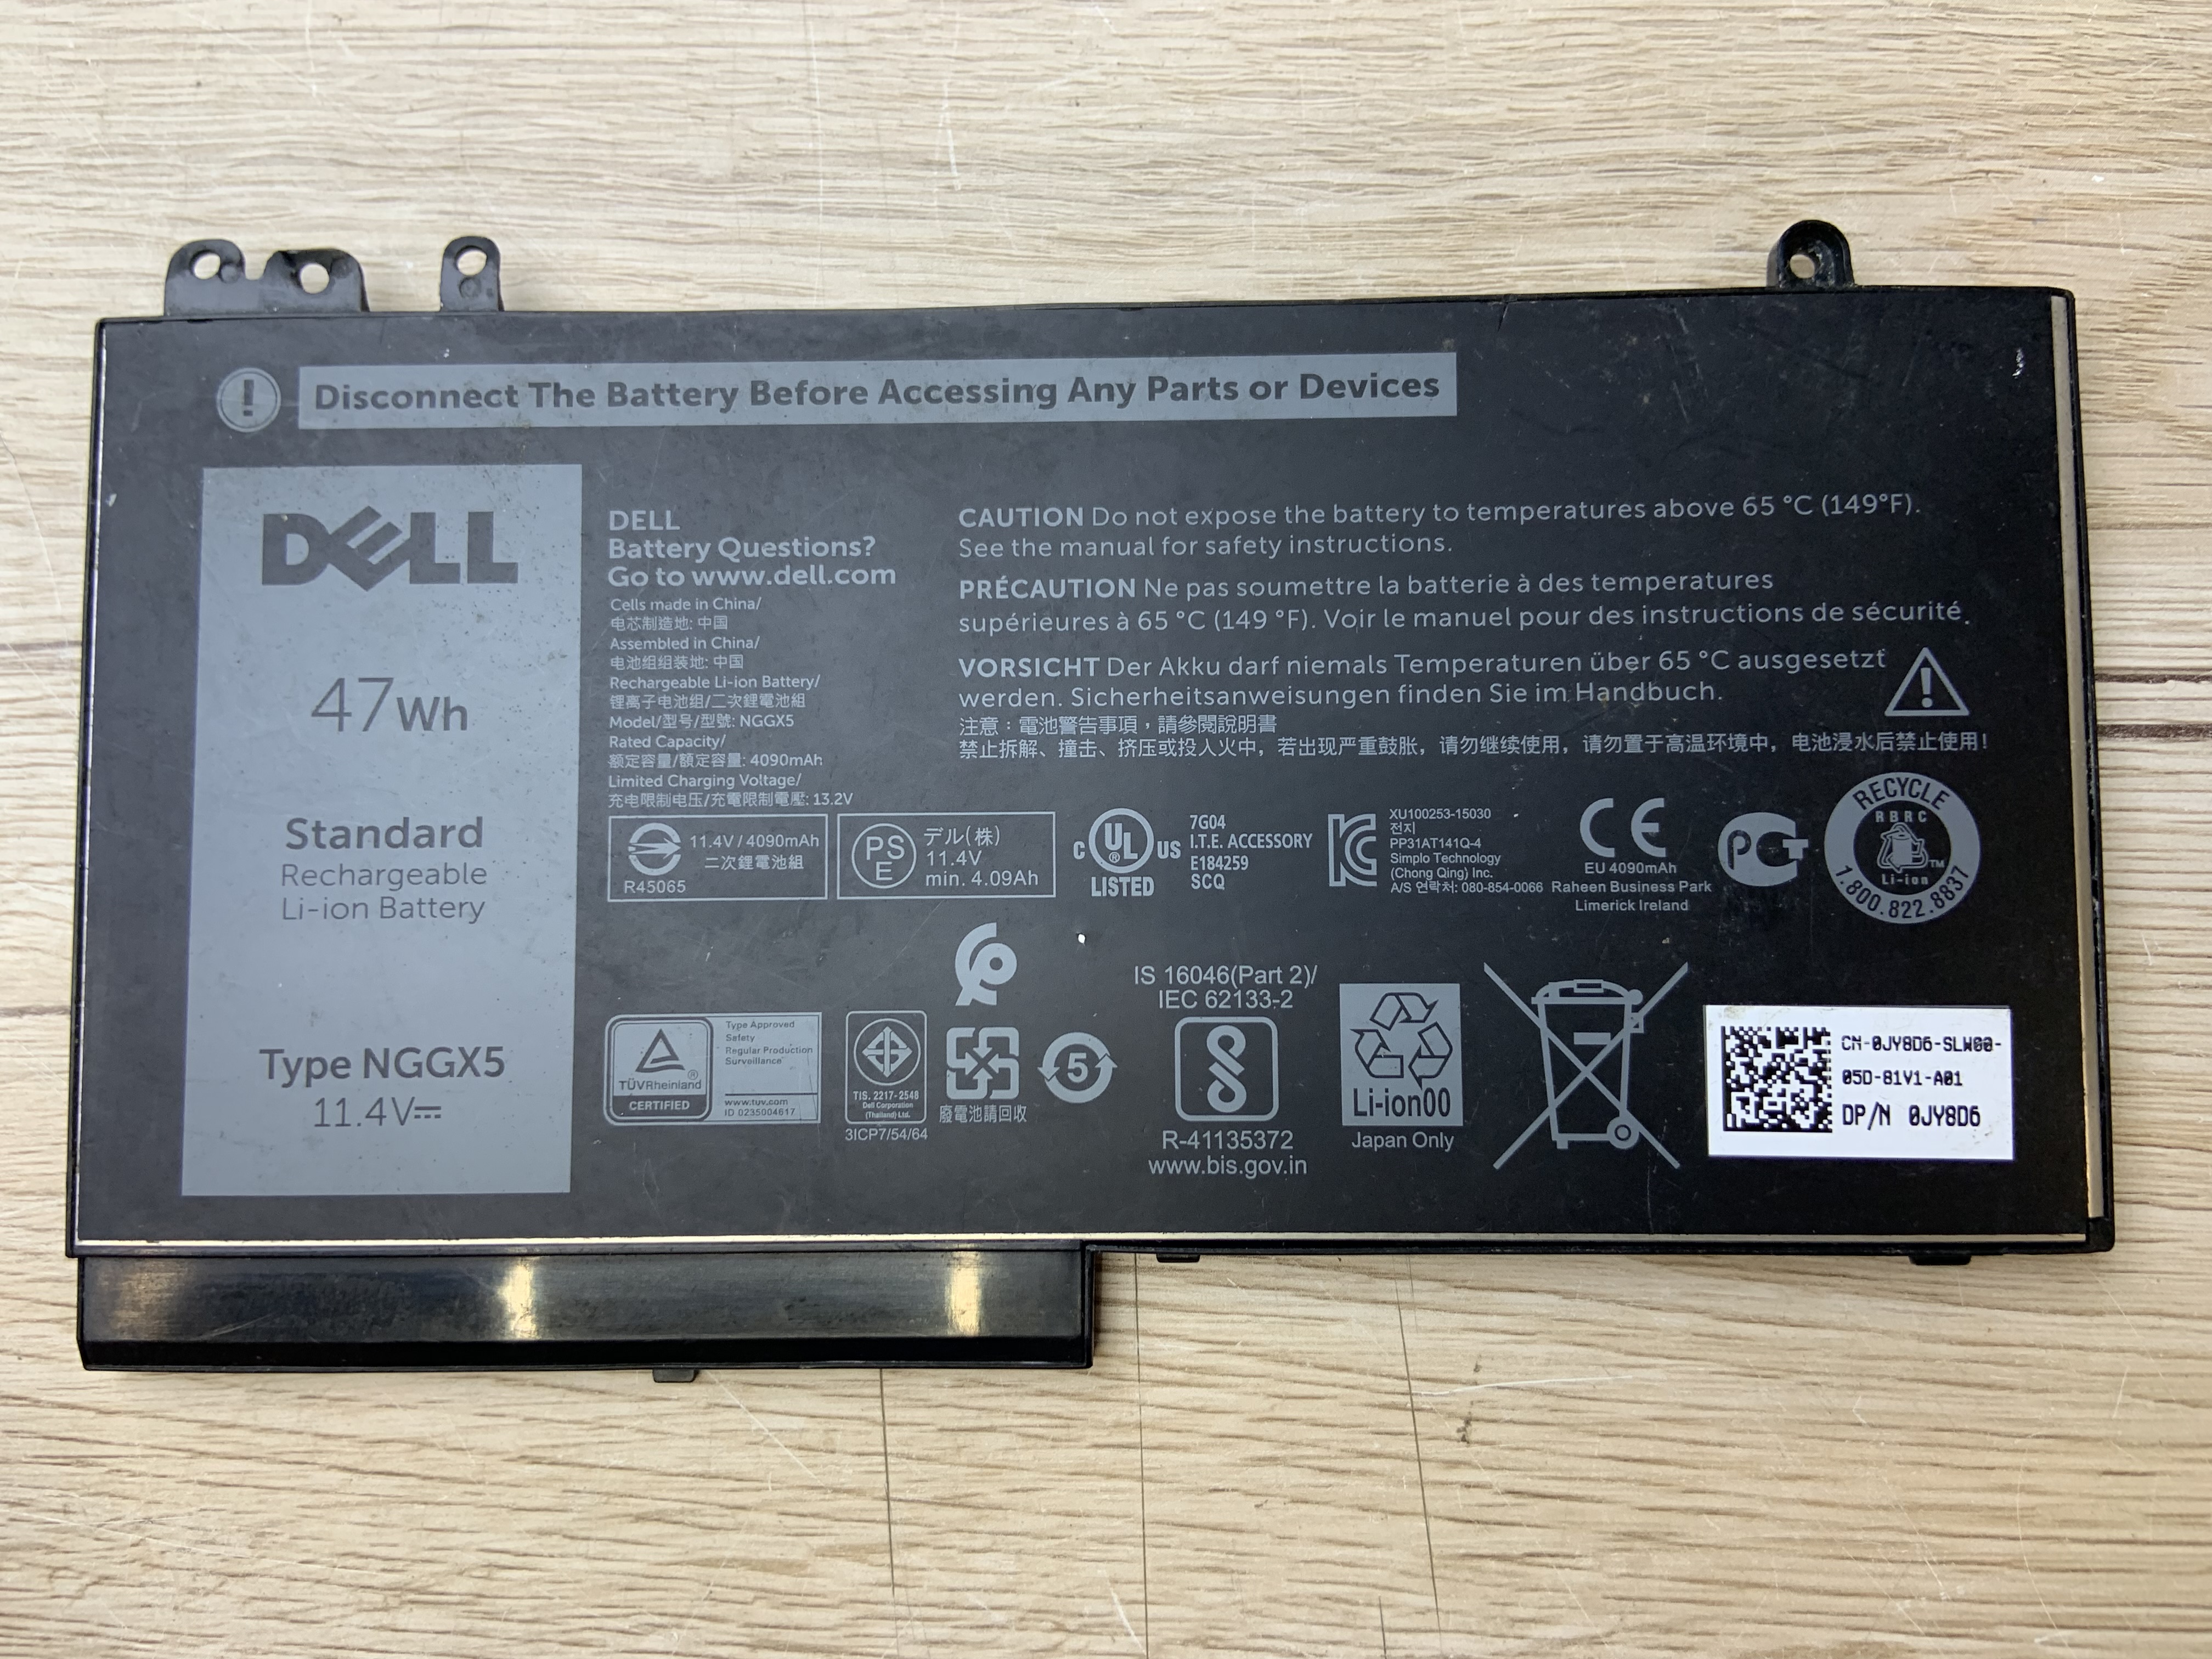 ! Disconnect The Battery Before Accessing Any Parts or Devices
DELL
47Wh
Standard
Rechargeable
Li-ion Battery
Type NGGX5
11.4V⎓
DELL
Battery Questions?
Go to www.dell.com
Cells made in China/
电芯制造地: 中国
Assembled in China/
电池组组装地: 中国
Rechargeable Li-ion Battery/
锂离子电池组/二次鋰電池組
Model/型号/型號: NGGX5
Rated Capacity/
额定容量/額定容量: 4090mAh
Limited Charging Voltage/
充电限制电压/充電限制電壓: 13.2V
CAUTION Do not expose the battery to temperatures above 65 °C (149°F).
See the manual for safety instructions.
PRÉCAUTION Ne pas soumettre la batterie à des temperatures
supérieures à 65 °C (149 °F). Voir le manuel pour des instructions de sécurité.
VORSICHT Der Akku darf niemals Temperaturen über 65 °C ausgesetzt
werden. Sicherheitsanweisungen finden Sie im Handbuch.
注意：電池警告事項，請參閱說明書
禁止拆解、撞击、挤压或投人火中，若出现严重鼓胀，请勿继续使用，请勿置于高温环境中，电池浸水后禁止使用!
11.4V / 4090mAh
二次鋰電池組
R45065
PS
E
デル(株)
11.4V
min. 4.09Ah
C UL US
®
LISTED
7G04
I.T.E. ACCESSORY
E184259
SCQ
XU100253-15030
전지
PP31AT141Q-4
Simplo Technology
(Chong Qing) Inc.
A/S 연락처: 080-854-0066
CE
EU 4090mAh
Raheen Business Park
Limerick Ireland
RECYCLE
RBRC
Li-ion
TM
1.800.822.8837
TÜVRheinland ®
CERTIFIED
Type Approved
Safety
Regular Production
Surveillance
www.tuv.com
ID 0235004617
TIS. 2217-2548
Dell Corporation
(Thailand) Ltd.
3ICP7/54/64
廢電池請回收
5
IS 16046(Part 2)/
IEC 62133-2
R-41135372
www.bis.gov.in
Li-ion00
Japan Only
CN-0JY8D6-SLW00-
05D-81V1-A01
DP/N 0JY8D6